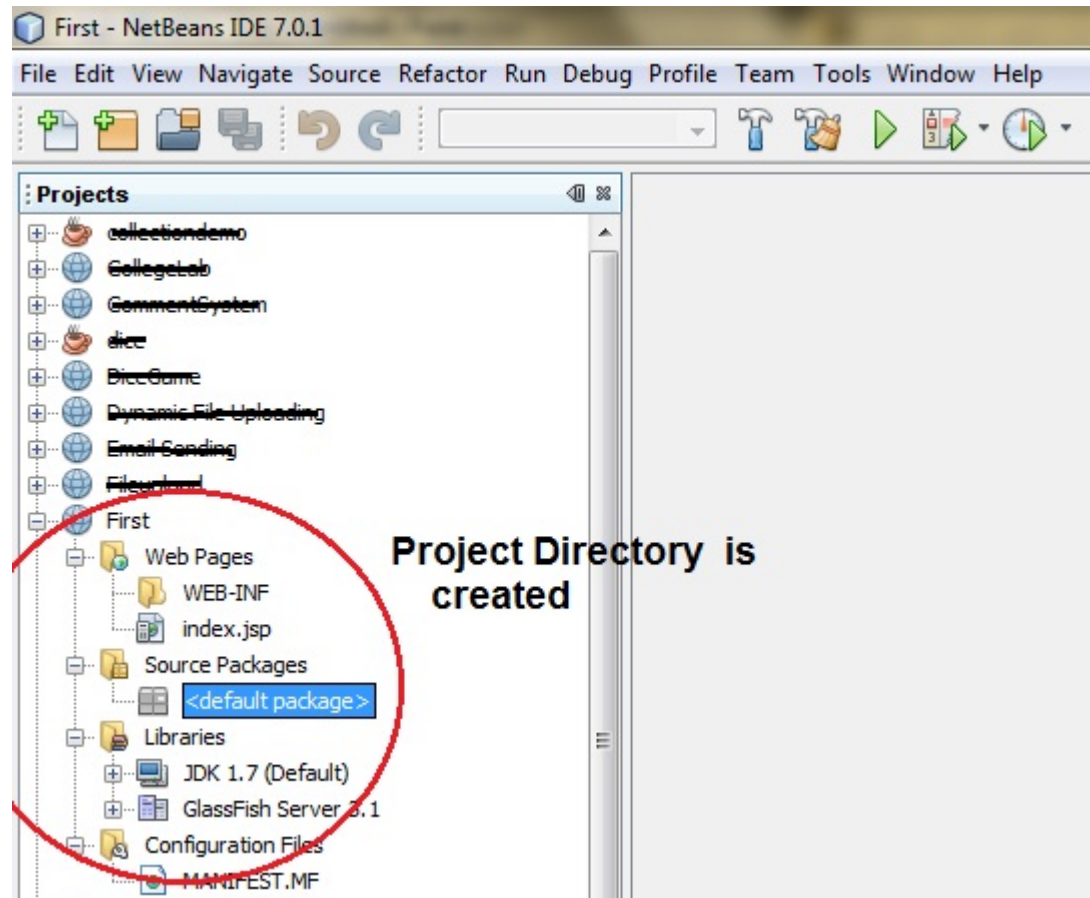 First - NetBeans IDE 7.0.1
File Edit View Navigate Source Refactor Run Debug Profile Team Tools Window Help
Projects
collectiondemo
CollegeLab
CommentSystem
dice
DiceGame
Dynamic File Uploading
Email Sending
First
Web Pages
WEB-INF
index.jsp
Source Packages
<default package>
Libraries
JDK 1.7 (Default)
GlassFish Server 3.1
Configuration Files
MANIFEST.MF
Project Directory is
created